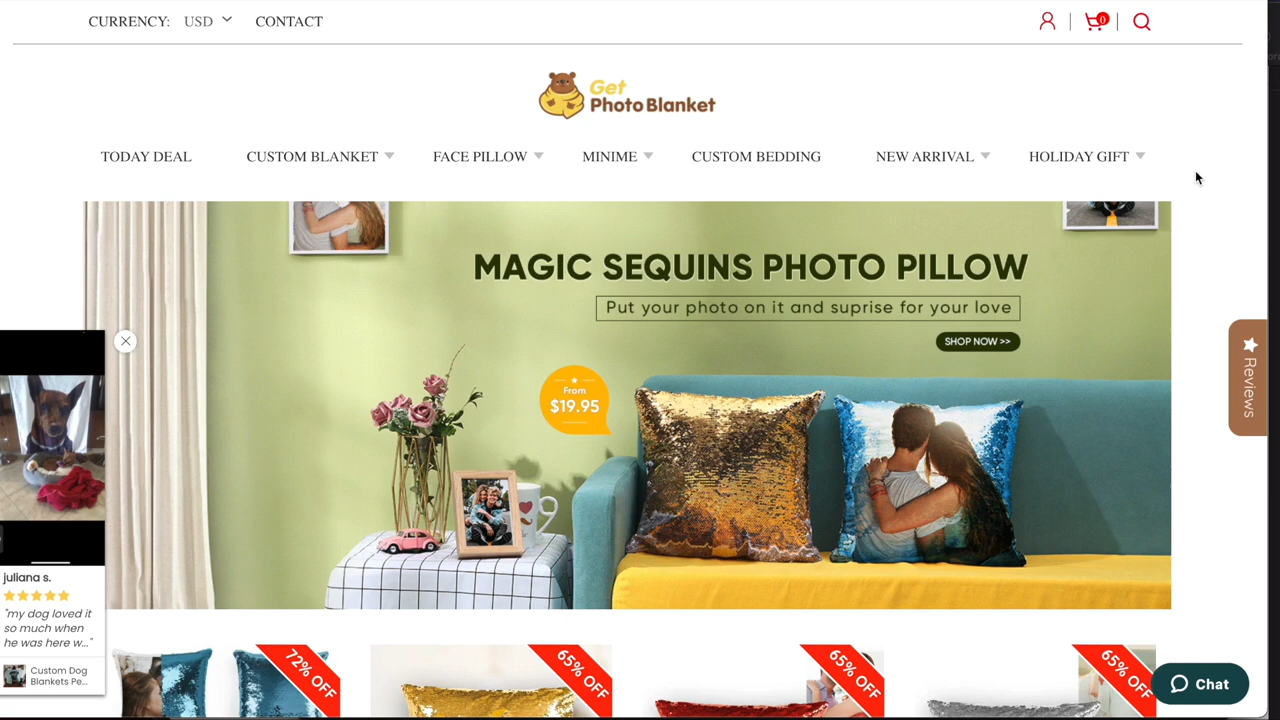 CURRENCY: USD CONTACT
0
Get
Photo Blanket
TODAY DEAL CUSTOM BLANKET FACE PILLOW MINIME CUSTOM BEDDING NEW ARRIVAL HOLIDAY GIFT
MAGIC SEQUINS PHOTO PILLOW
Put your photo on it and suprise for your love
SHOP NOW >>
From
$19.95
Reviews
juliana s.
"my dog loved it
so much when
he was here w..."
Custom Dog
Blankets Pe...
72% OFF
65% OFF
65% OFF
65% OFF
Chat